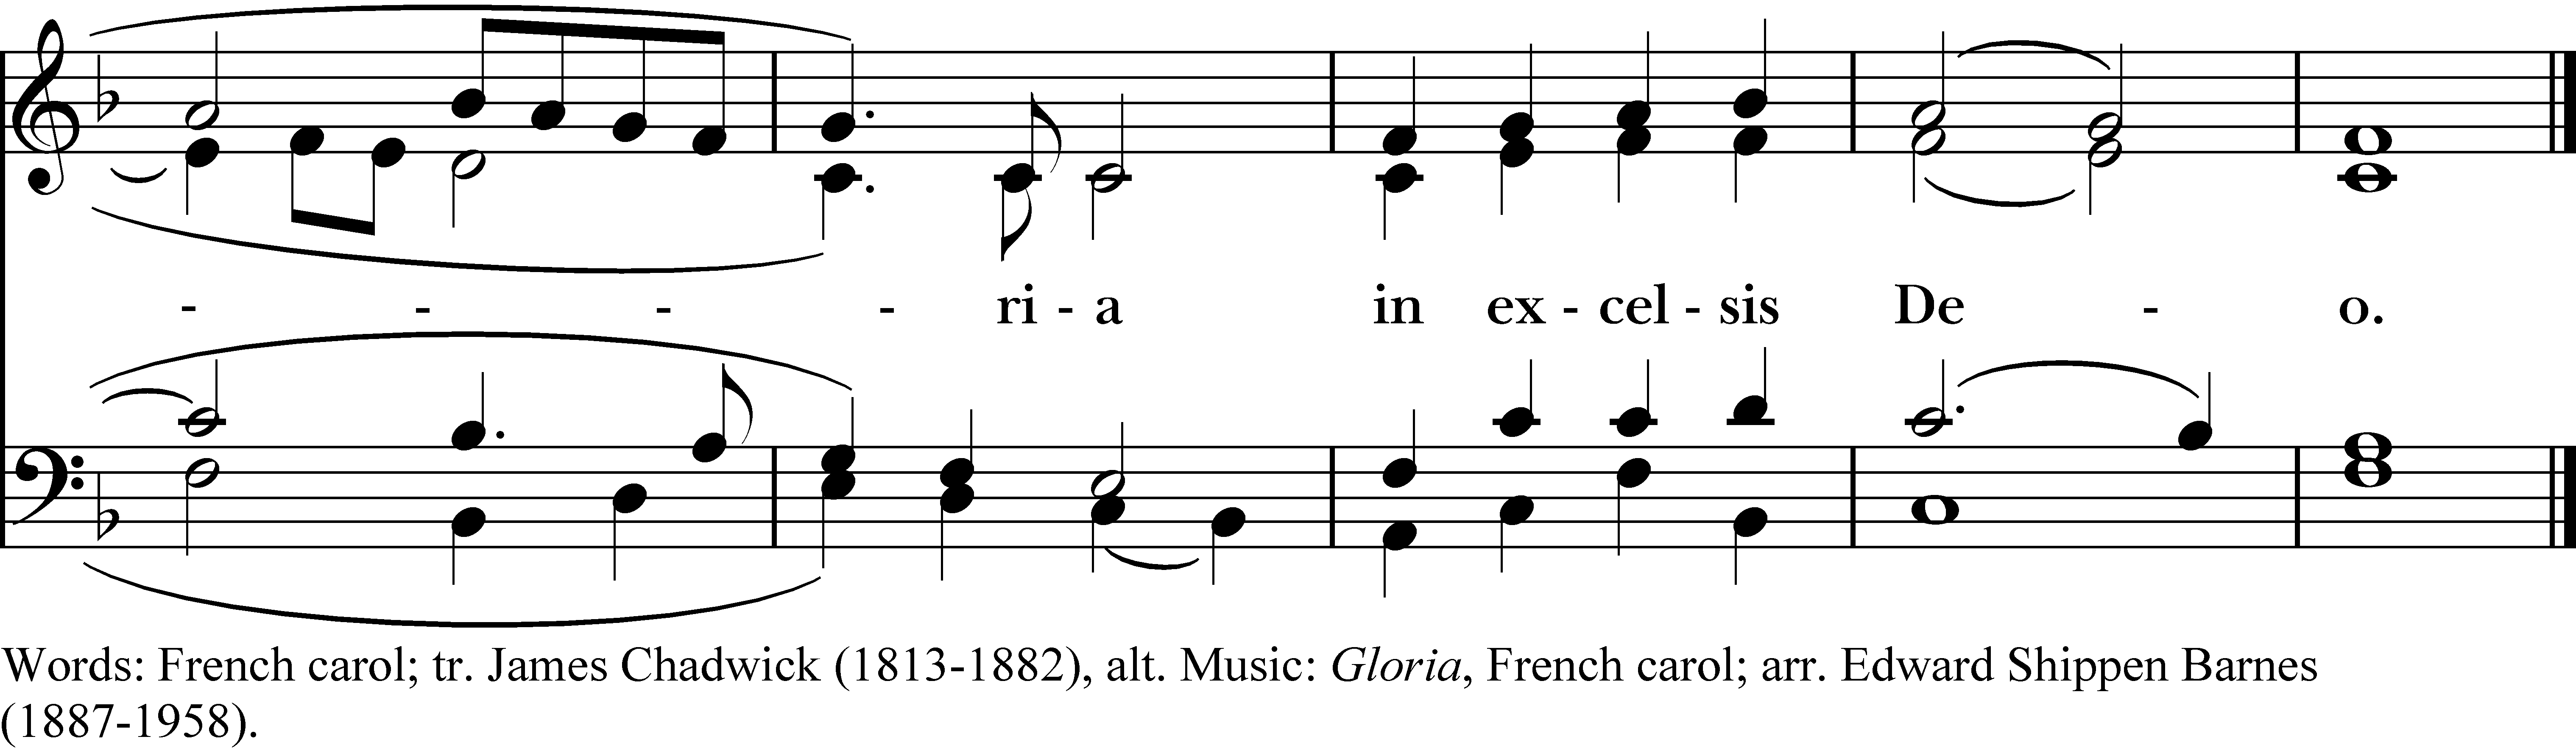 - - - - ri - a in ex - cel - sis De - o.
Words: French carol; tr. James Chadwick (1813-1882), alt. Music: Gloria, French carol; arr. Edward Shippen Barnes
(1887-1958).